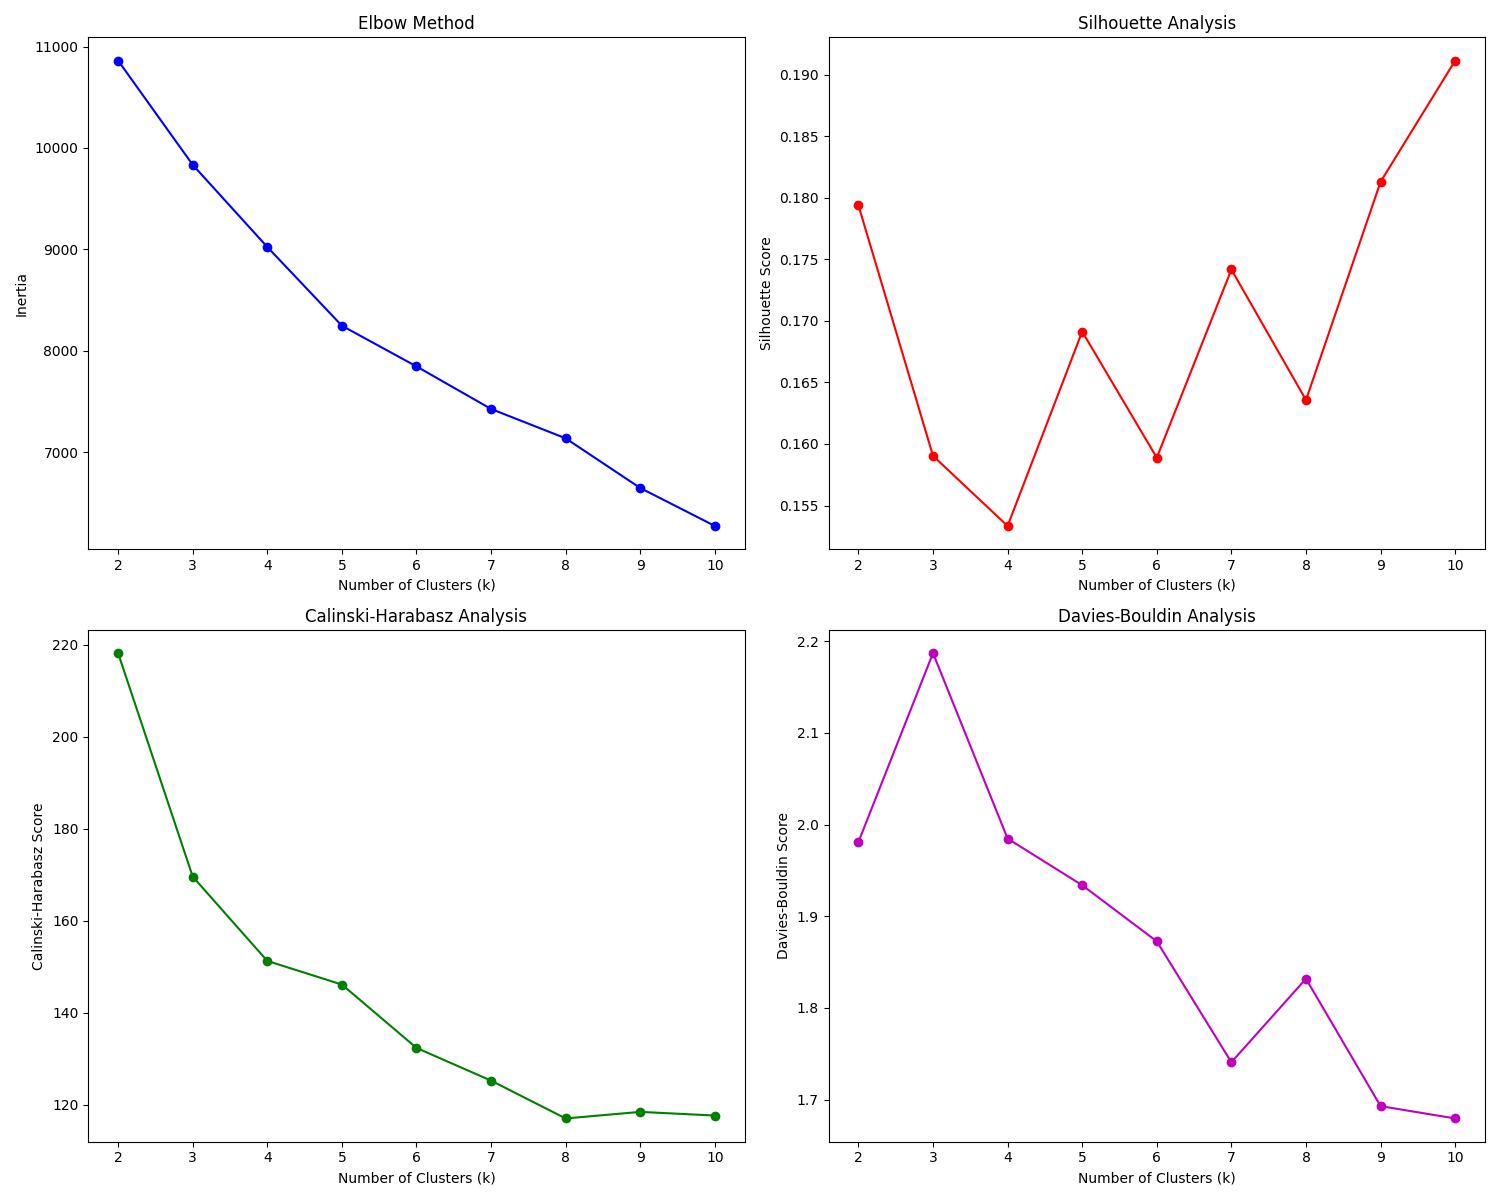 Elbow Method
11000
10000
9000
8000
7000
Inertia
2 3 4 5 6 7 8 9 10
Number of Clusters (k)
Silhouette Analysis
0.190
0.185
0.180
0.175
0.170
0.165
0.160
0.155
Silhouette Score
2 3 4 5 6 7 8 9 10
Number of Clusters (k)
Calinski-Harabasz Analysis
220
200
180
160
140
120
Calinski-Harabasz Score
2 3 4 5 6 7 8 9 10
Number of Clusters (k)
Davies-Bouldin Analysis
2.2
2.1
2.0
1.9
1.8
1.7
Davies-Bouldin Score
2 3 4 5 6 7 8 9 10
Number of Clusters (k)